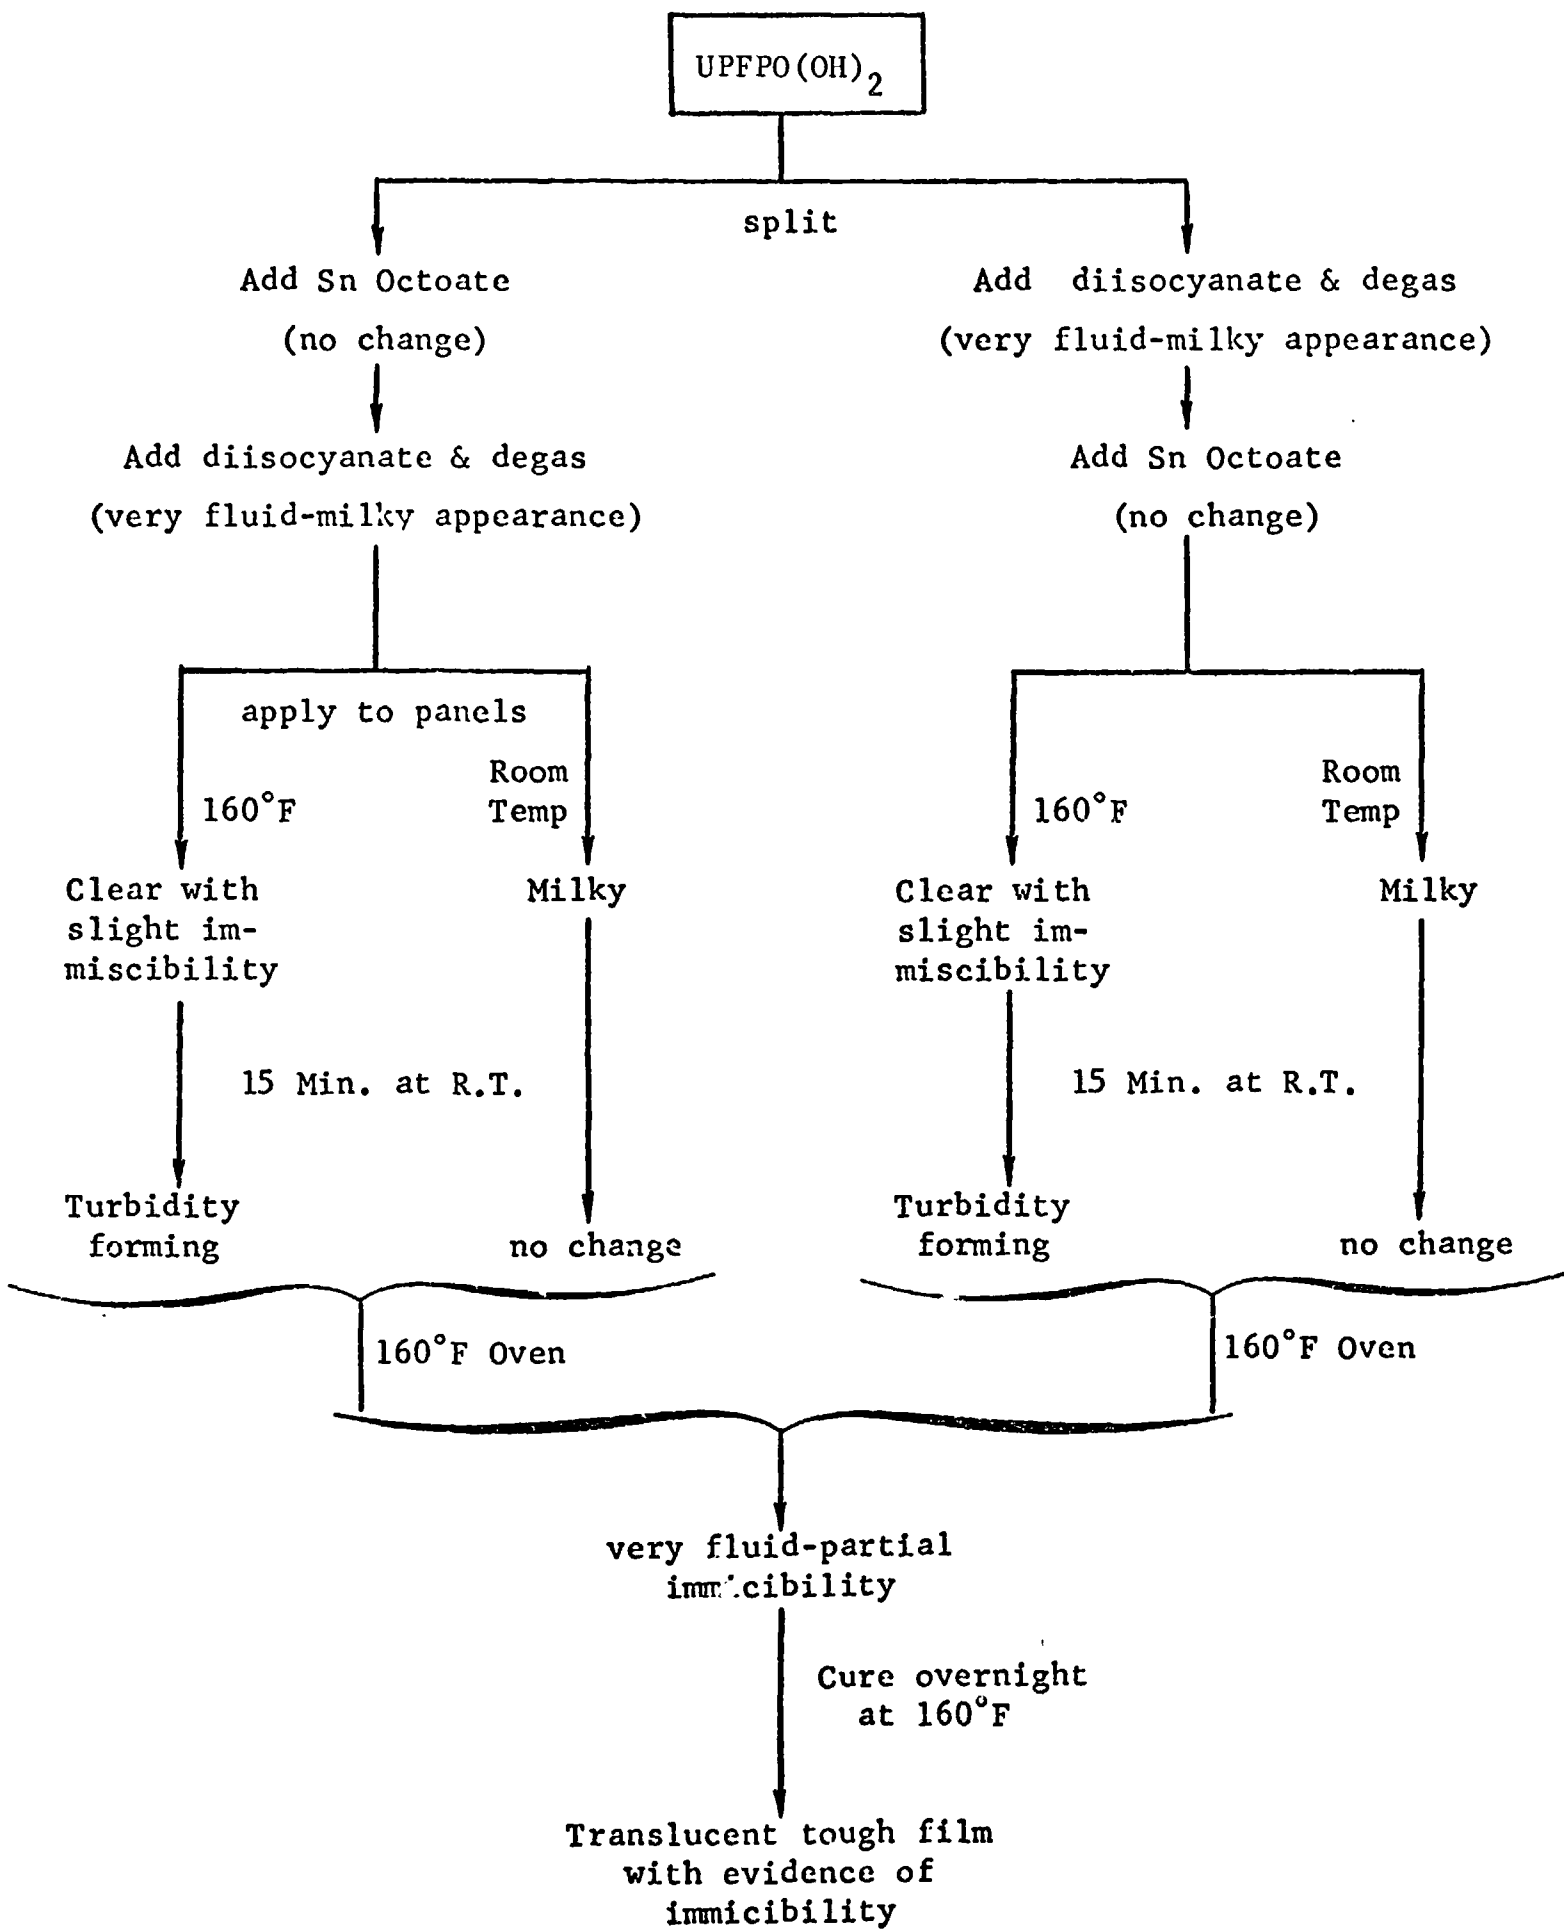 UPFPO(OH)2
split
Add Sn Octoate
(no change)
Add diisocyanate & degas
(very fluid-milky appearance)
Add diisocyanate & degas
(very fluid-milky appearance)
Add Sn Octoate
(no change)
apply to panels
160°F
Room
Temp
Clear with
slight im-
miscibility
Milky
15 Min. at R.T.
Turbidity
forming
no change
160°F
Room
Temp
Clear with
slight im-
miscibility
Milky
15 Min. at R.T.
Turbidity
forming
no change
160°F Oven
160°F Oven
very fluid-partial
Cure overnight
at 160°F
Translucent tough film
with evidence of
immicibility